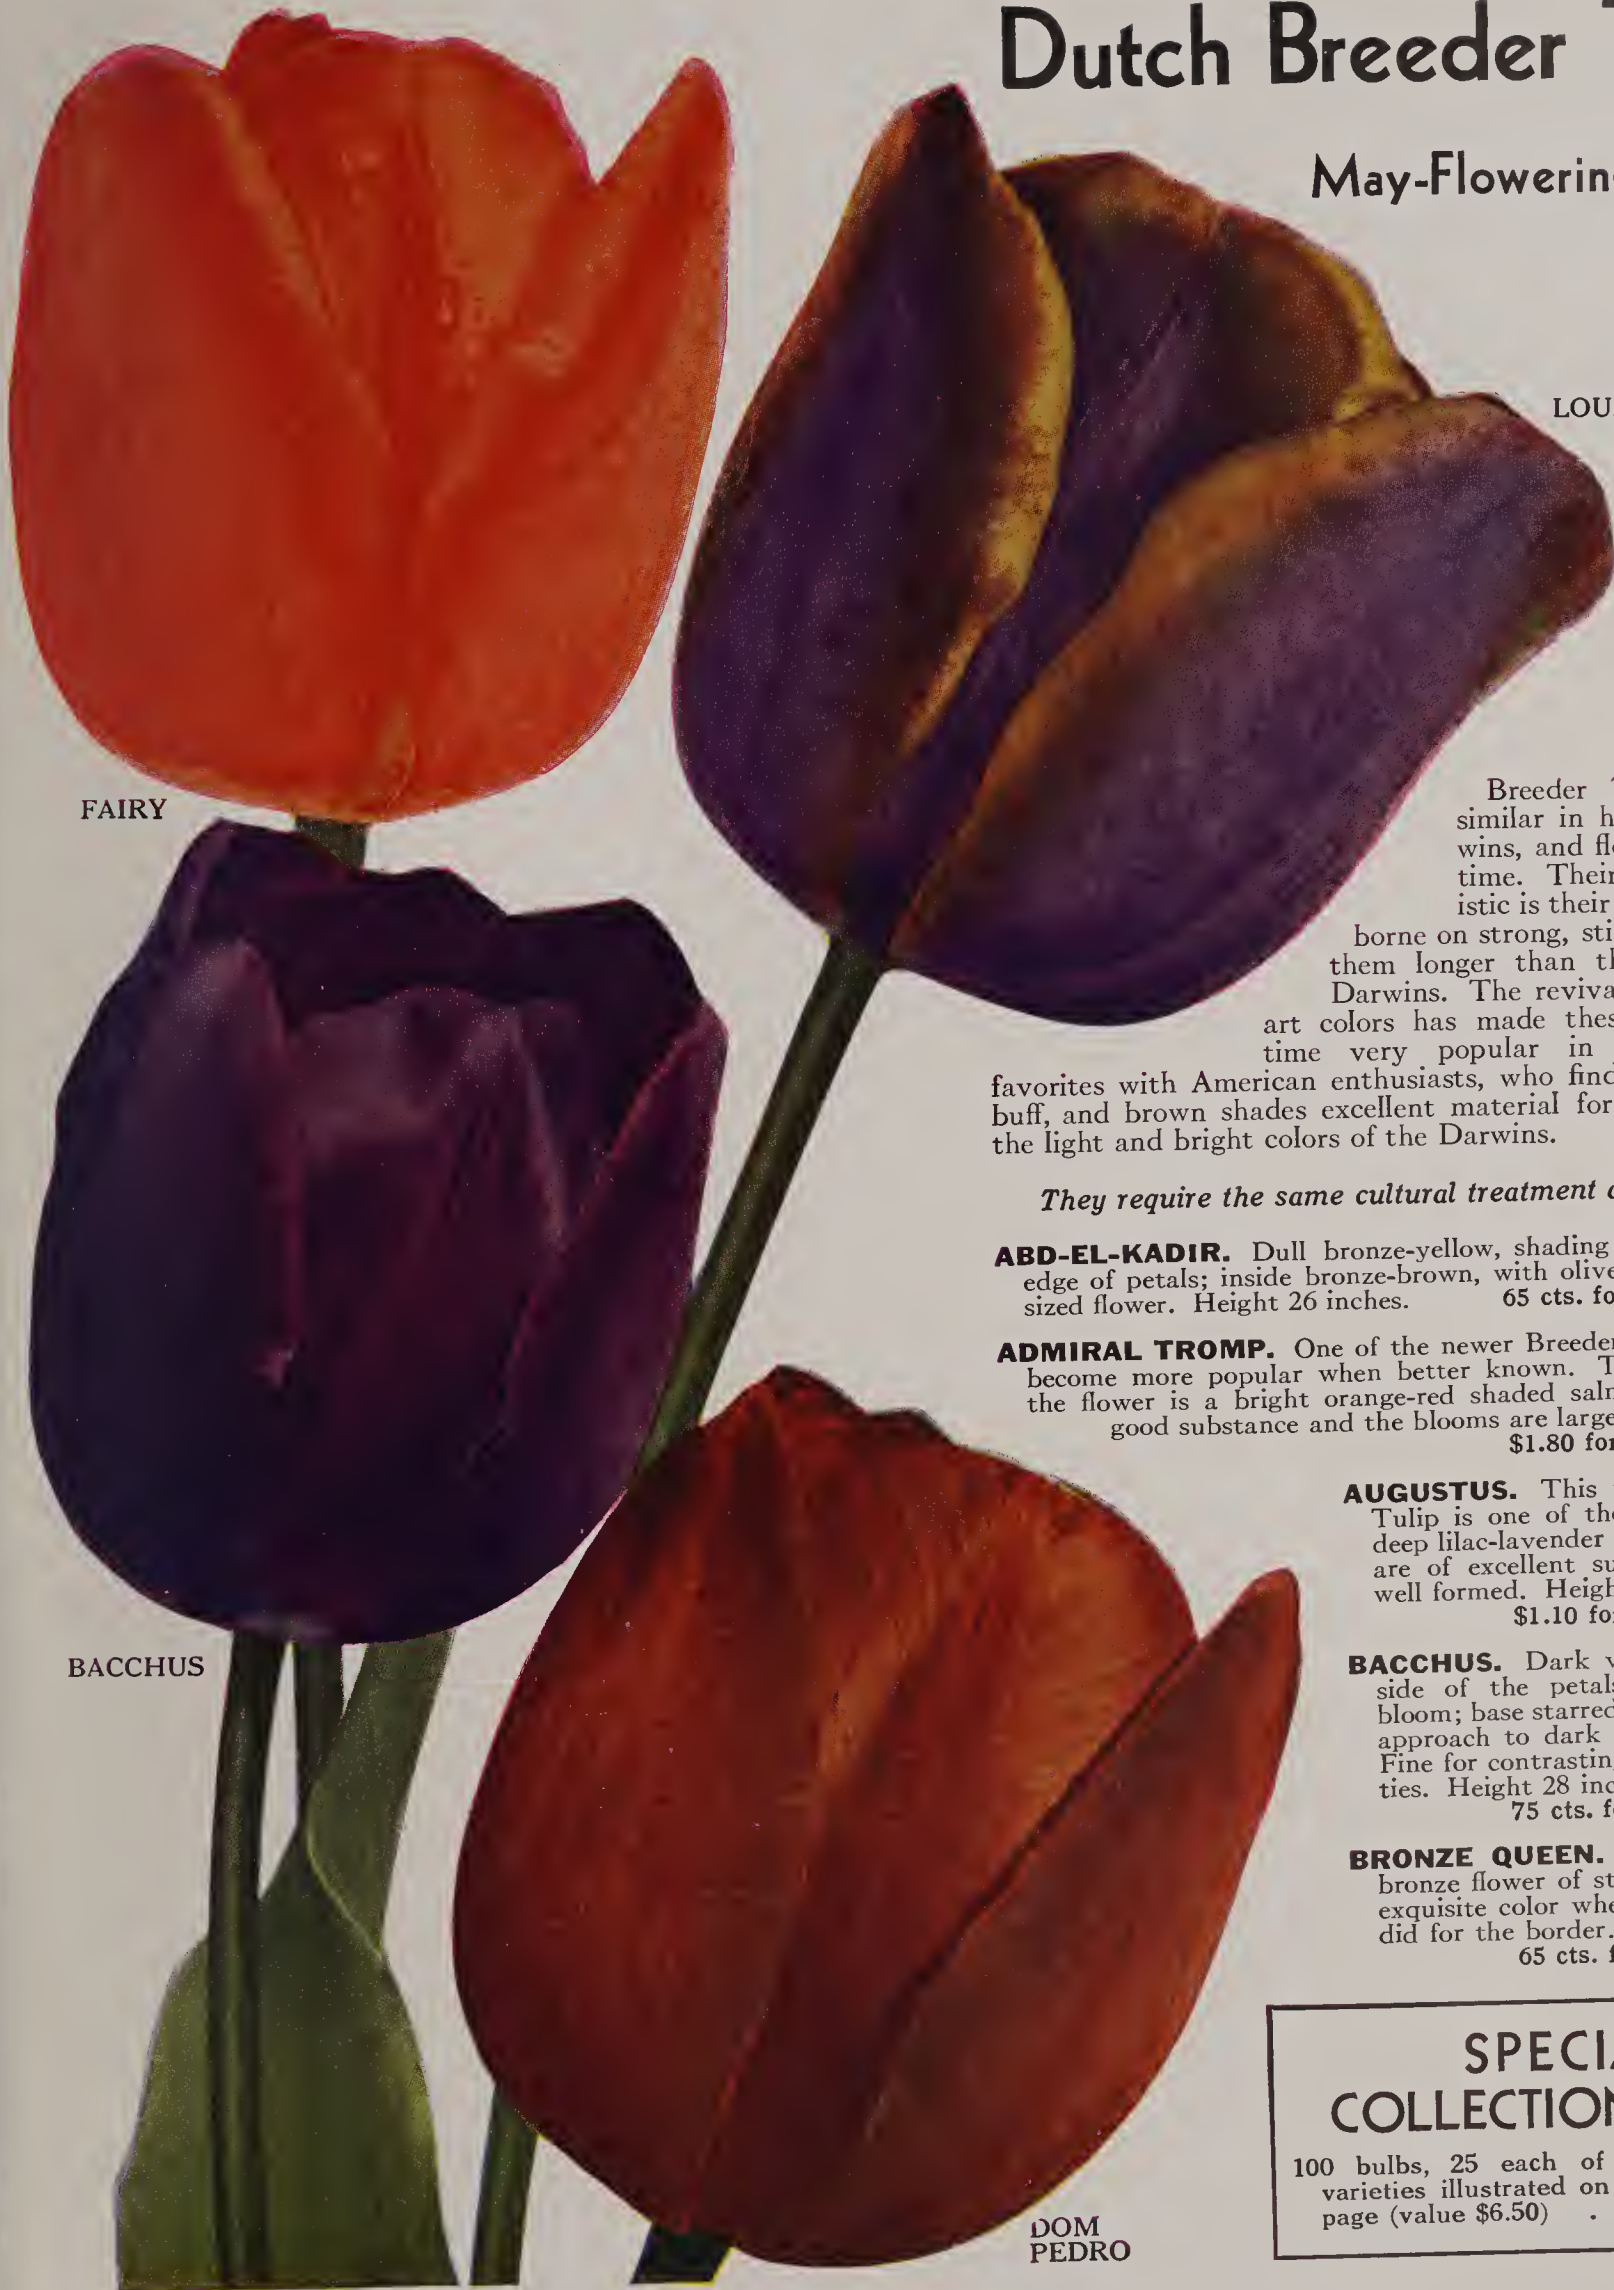 Dutch Breeder
May-Flowerin
LOU
FAIRY
Breeder
similar in h
wins, and fl
time. Their
istic is their
borne on strong, sti
them longer than th
Darwins. The reviva
art colors has made thes
time very popular in
favorites with American enthusiasts, who find
buff, and brown shades excellent material for
the light and bright colors of the Darwins.
They require the same cultural treatment
ABD-EL-KADIR. Dull bronze-yellow, shading
edge of petals; inside bronze-brown, with olive
sized flower. Height 26 inches. 65 cts. fo
ADMIRAL TROMP. One of the newer Breeder
become more popular when better known. T
the flower is a bright orange-red shaded saln
good substance and the blooms are large
$1.80 for
AUGUSTUS. This
Tulip is one of the
deep lilac-lavender
are of excellent su
well formed. Heigh
$1.10 fo
BACCHUS
BACCHUS. Dark v
side of the petals
bloom; base starred
approach to dark
Fine for contrastin
ties. Height 28 inc
75 cts. f
BRONZE QUEEN.
bronze flower of st
exquisite color whe
did for the border.
65 cts. f
SPECI
COLLECTION
100 bulbs, 25 each of
varieties illustrated on
page (value $6.50) .
DOM
PEDRO